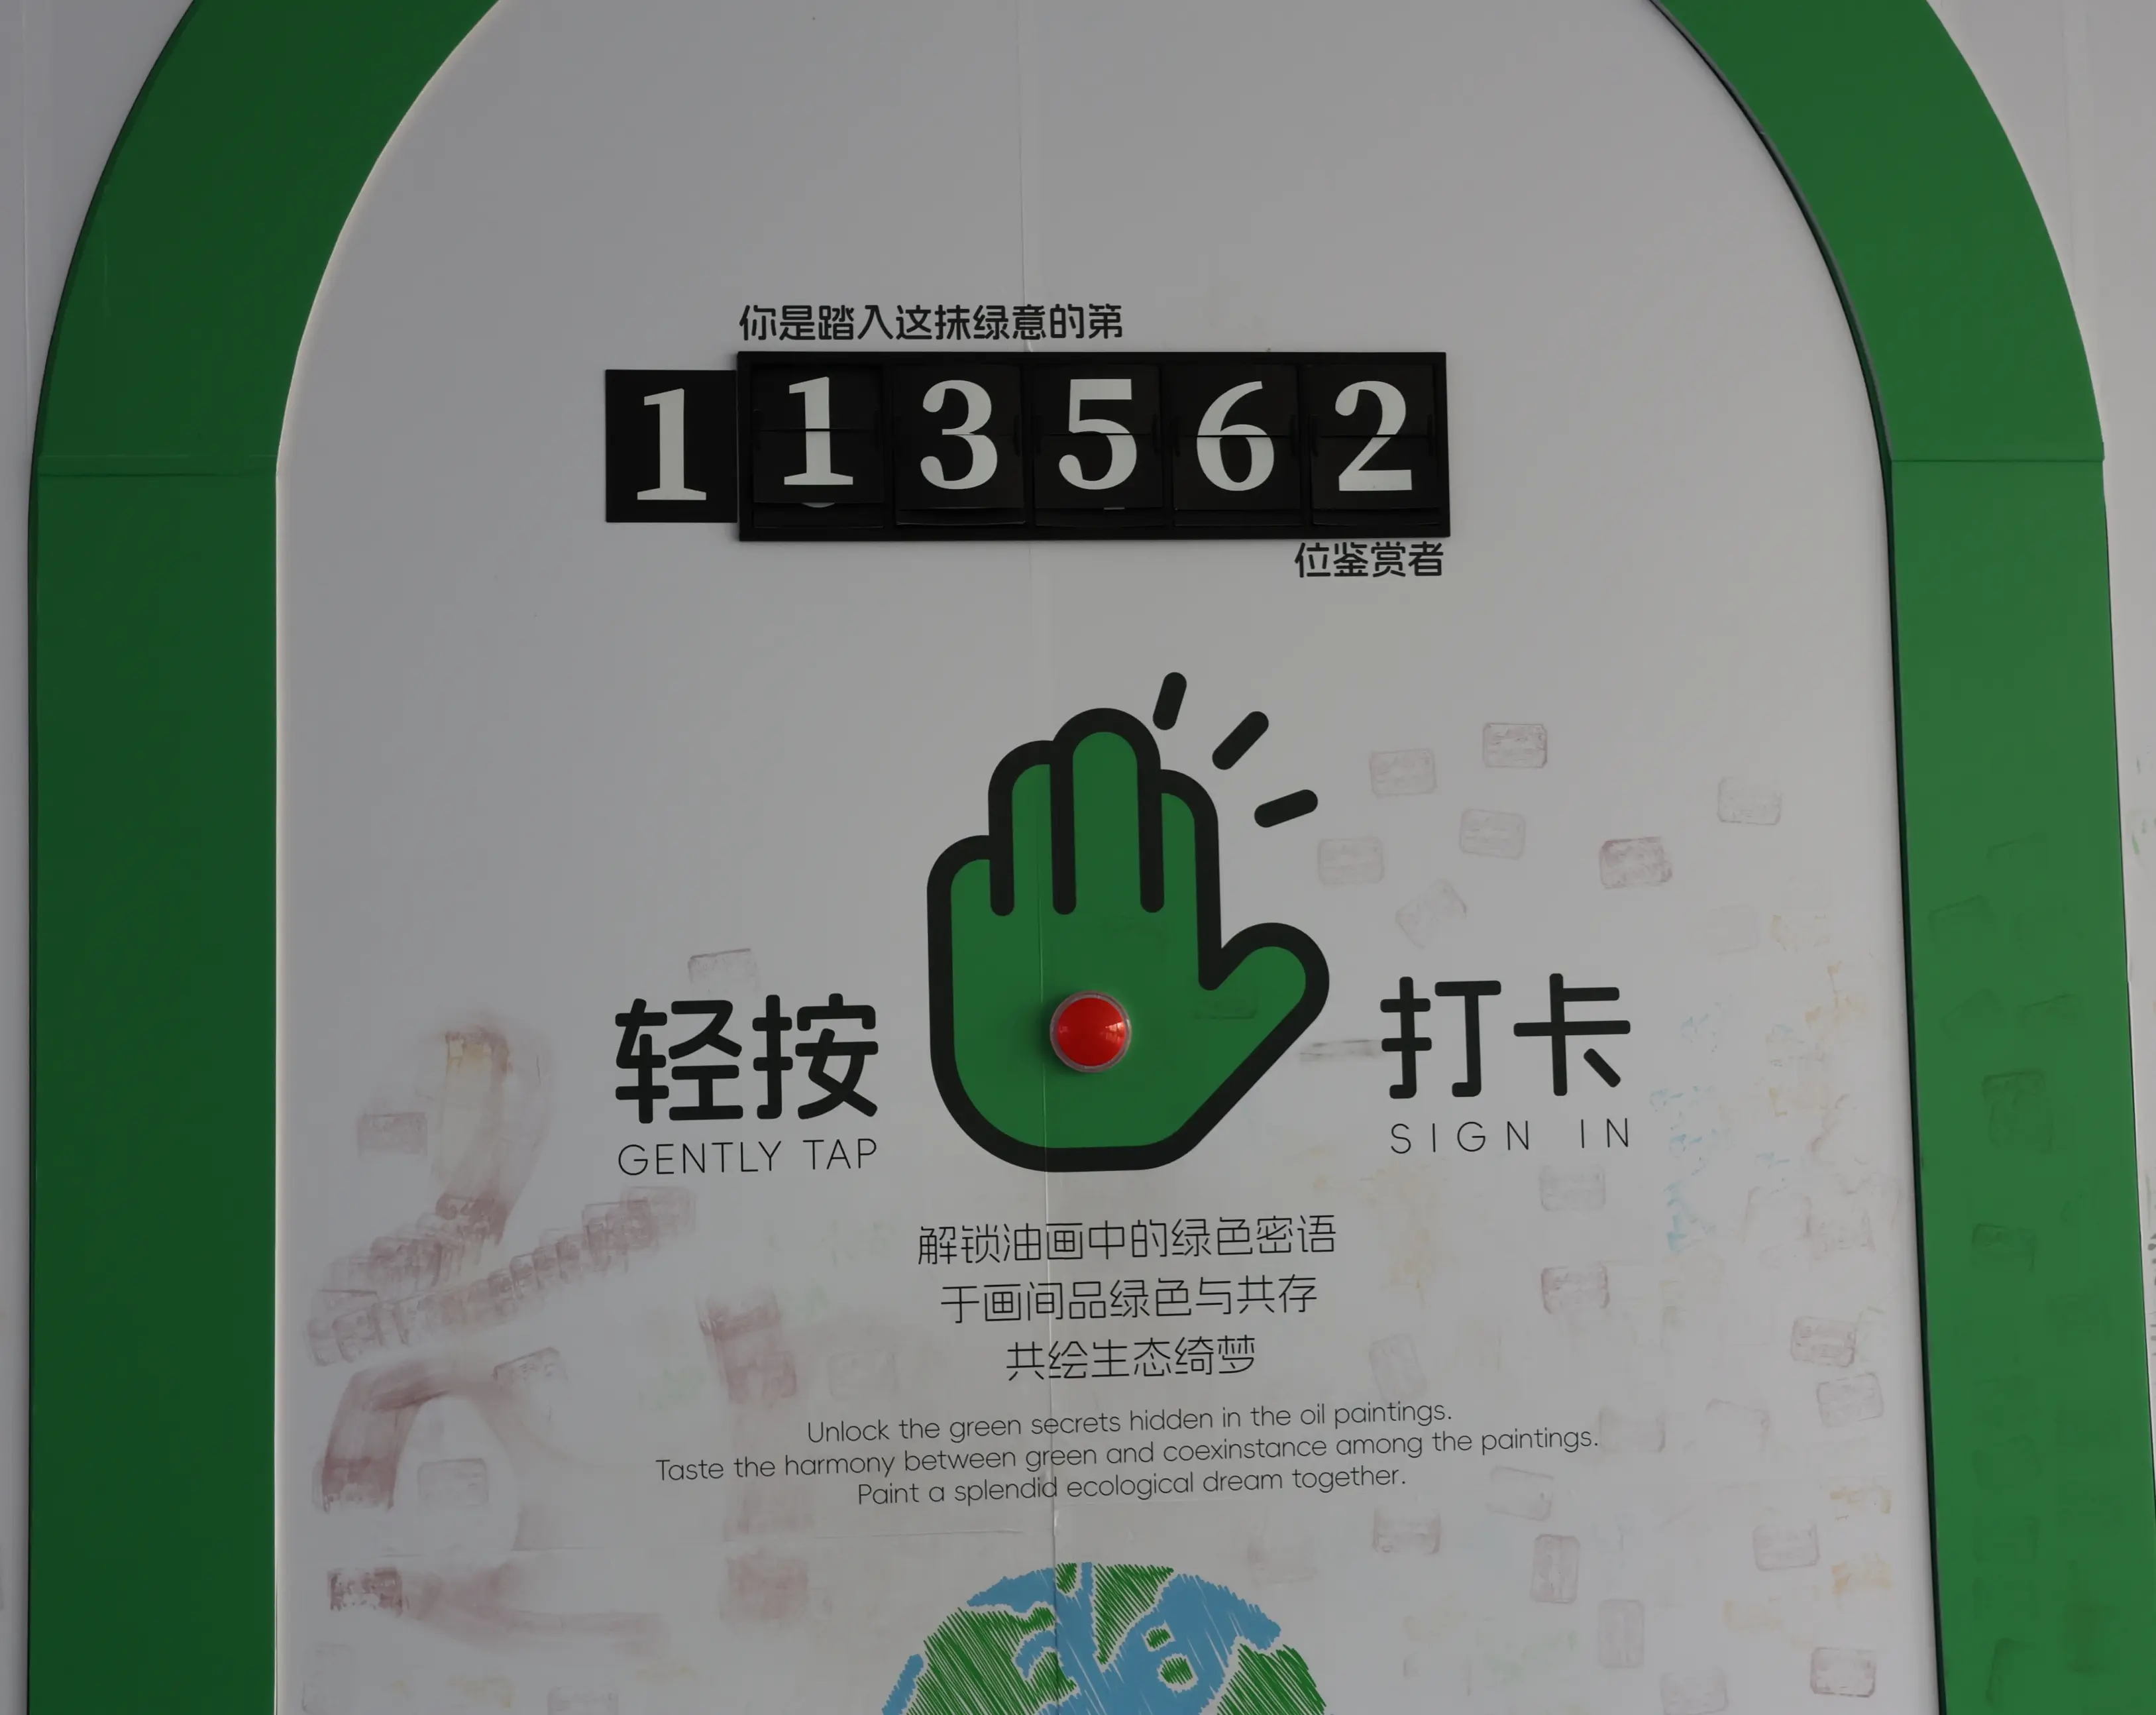 你是踏入这抹绿意的第
113562
位鉴赏者
轻按
GENTLY TAP
打卡
SIGN IN
解锁油画中的绿色密语
于画间品绿色与共存
共绘生态绮梦
Unlock the green secrets hidden in the oil paintings.
Taste the harmony between green and coexinstance among the paintings.
Paint a splendid ecological dream together.